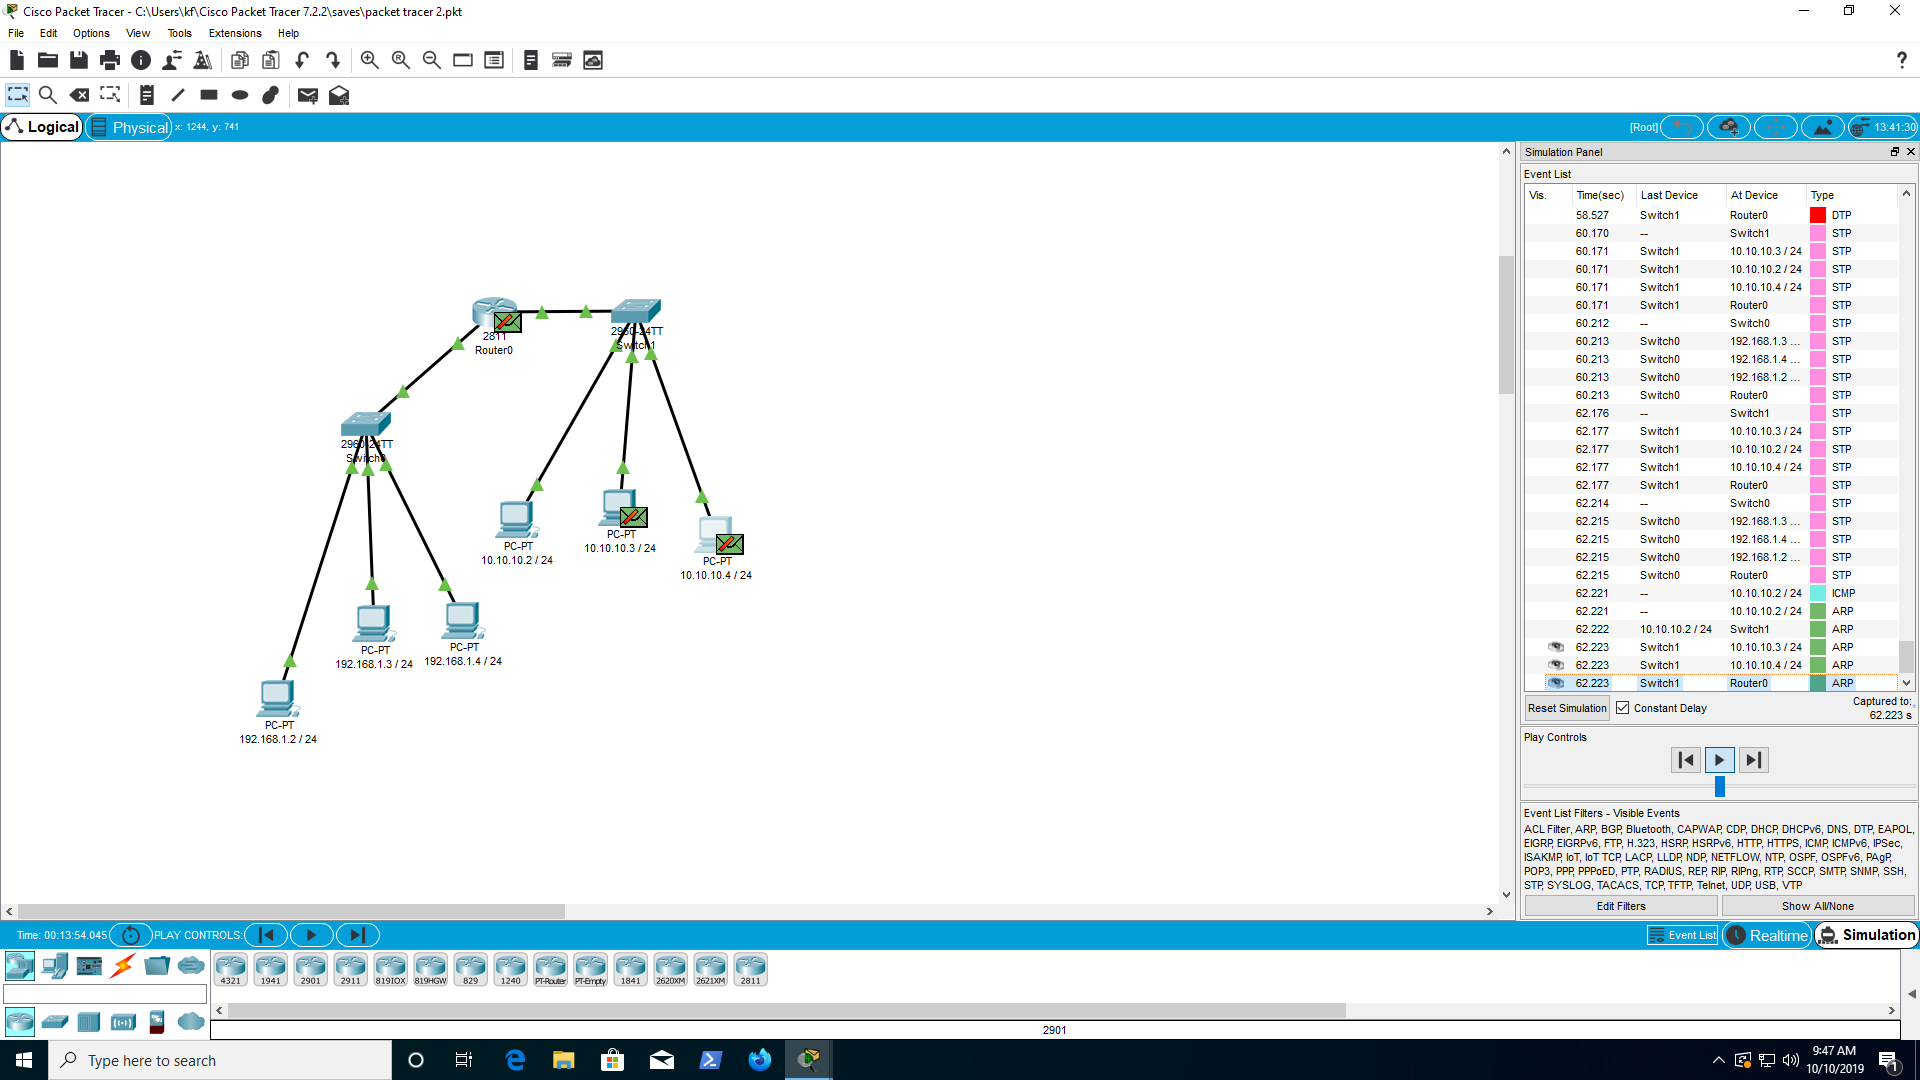 Cisco Packet Tracer - C:\Users\kf\Cisco Packet Tracer 7.2.2\saves\packet tracer 2.pkt
File Edit Options View Tools Extensions Help
Logical Physical x: 1244, y: 741 [Root] 13:41:30
2811
Router0
2960-24TT
Switch1
2960-24TT
Switch0
PC-PT
10.10.10.2 / 24
PC-PT
10.10.10.3 / 24
PC-PT
10.10.10.4 / 24
PC-PT
192.168.1.3 / 24
PC-PT
192.168.1.4 / 24
PC-PT
192.168.1.2 / 24
Simulation Panel
Event List
Vis. Time(sec) Last Device At Device Type
58.527 Switch1 Router0 DTP
60.170 -- Switch1 STP
60.171 Switch1 10.10.10.3 / 24 STP
60.171 Switch1 10.10.10.2 / 24 STP
60.171 Switch1 10.10.10.4 / 24 STP
60.171 Switch1 Router0 STP
60.212 -- Switch0 STP
60.213 Switch0 192.168.1.3 ... STP
60.213 Switch0 192.168.1.4 ... STP
60.213 Switch0 192.168.1.2 ... STP
60.213 Switch0 Router0 STP
62.176 -- Switch1 STP
62.177 Switch1 10.10.10.3 / 24 STP
62.177 Switch1 10.10.10.2 / 24 STP
62.177 Switch1 10.10.10.4 / 24 STP
62.177 Switch1 Router0 STP
62.214 -- Switch0 STP
62.215 Switch0 192.168.1.3 ... STP
62.215 Switch0 192.168.1.4 ... STP
62.215 Switch0 192.168.1.2 ... STP
62.215 Switch0 Router0 STP
62.221 -- 10.10.10.2 / 24 ICMP
62.221 -- 10.10.10.2 / 24 ARP
62.222 10.10.10.2 / 24 Switch1 ARP
62.223 Switch1 10.10.10.3 / 24 ARP
62.223 Switch1 10.10.10.4 / 24 ARP
62.223 Switch1 Router0 ARP
Reset Simulation Constant Delay Captured to:
62.223 s
Play Controls
Event List Filters - Visible Events
ACL Filter, ARP, BGP, Bluetooth, CAPWAP, CDP, DHCP, DHCPv6, DNS, DTP, EAPOL,
EIGRP, EIGRPv6, FTP, H.323, HSRP, HSRPv6, HTTP, HTTPS, ICMP, ICMPv6, IPSec,
ISAKMP, IoT, IoT TCP, LACP, LLDP, NDP, NETFLOW, NTP, OSPF, OSPFv6, PAgP,
POP3, PPP, PPPoED, PTP, RADIUS, REP, RIP, RIPng, RTP, SCCP, SMTP, SNMP, SSH,
STP, SYSLOG, TACACS, TCP, TFTP, Telnet, UDP, USB, VTP
Edit Filters Show All/None
Time: 00:13:54.045 PLAY CONTROLS: Event List Realtime Simulation
4321 1941 2901 2911 819IOX 819HGW 829 1240 PT-Router PT-Empty 1841 2620XM 2621XM 2811
2901
Type here to search
9:47 AM
10/10/2019
1